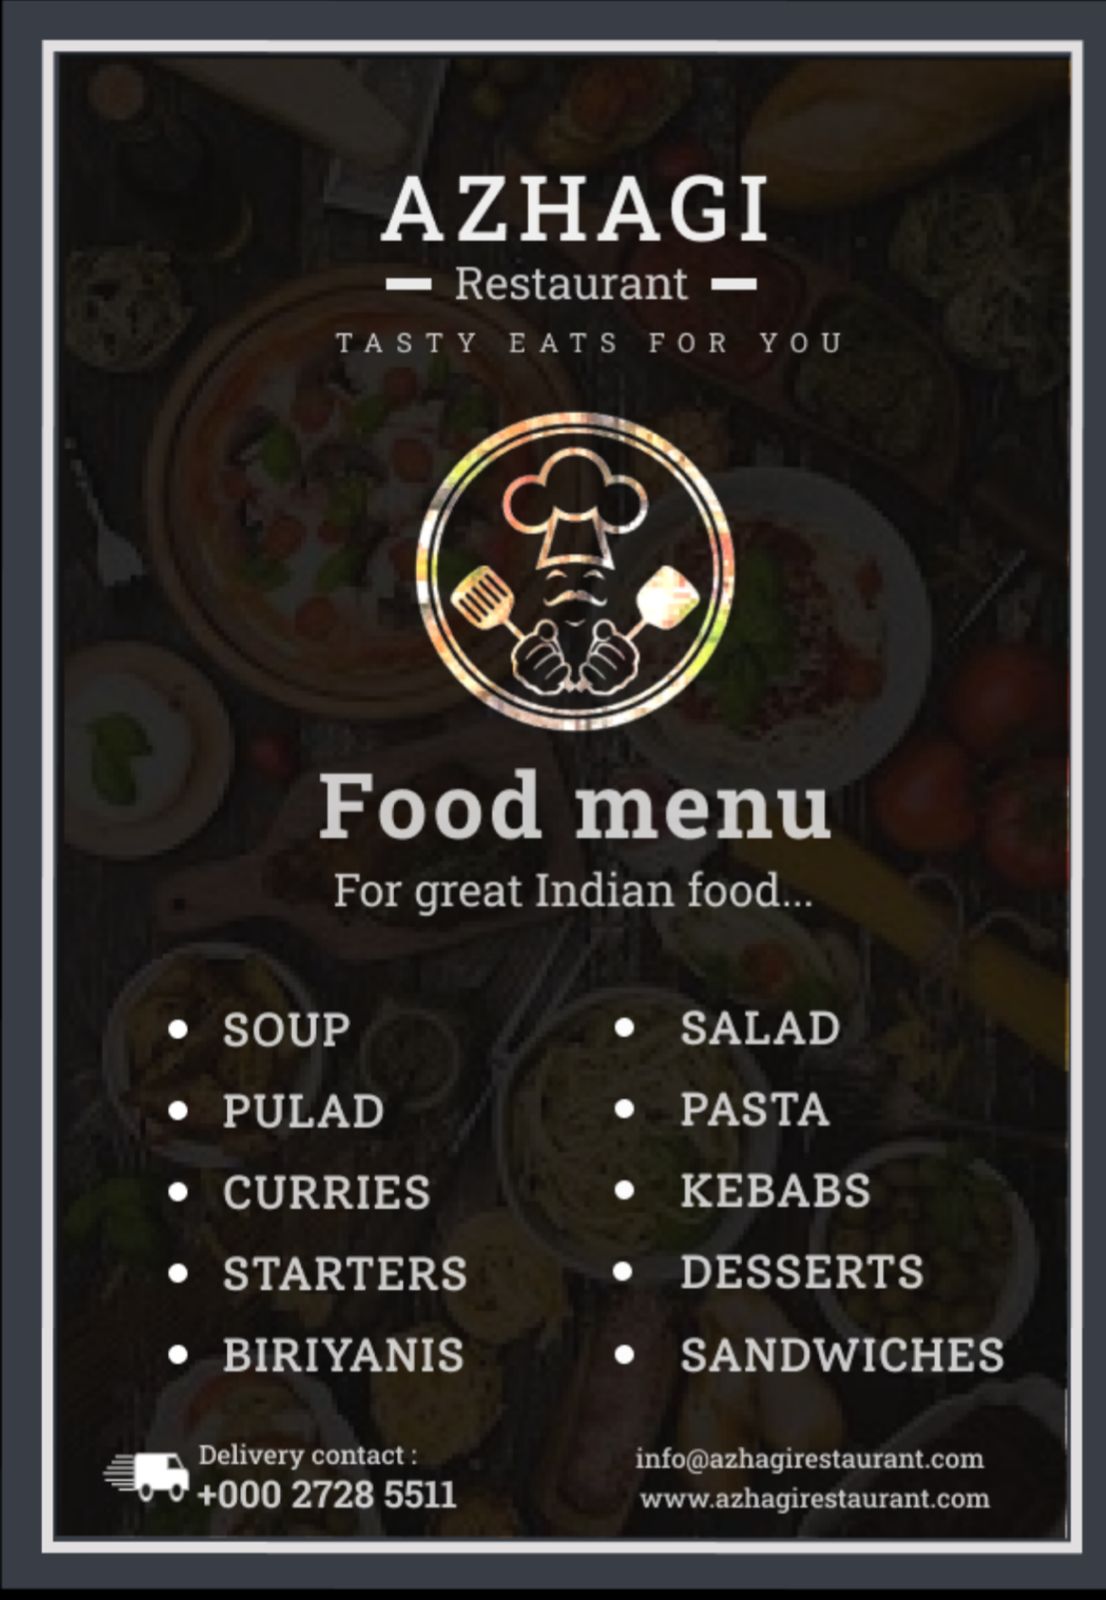 AZHAGI
Restaurant
TASTY EATS FOR YOU
Food menu
For great Indian food...
SOUP
PULAD
CURRIES
STARTERS
BIRIYANIS
SALAD
PASTA
KEBABS
DESSERTS
SANDWICHES
Delivery contact :
+000 2728 5511
info@azhagirestaurant.com
www.azhagirestaurant.com